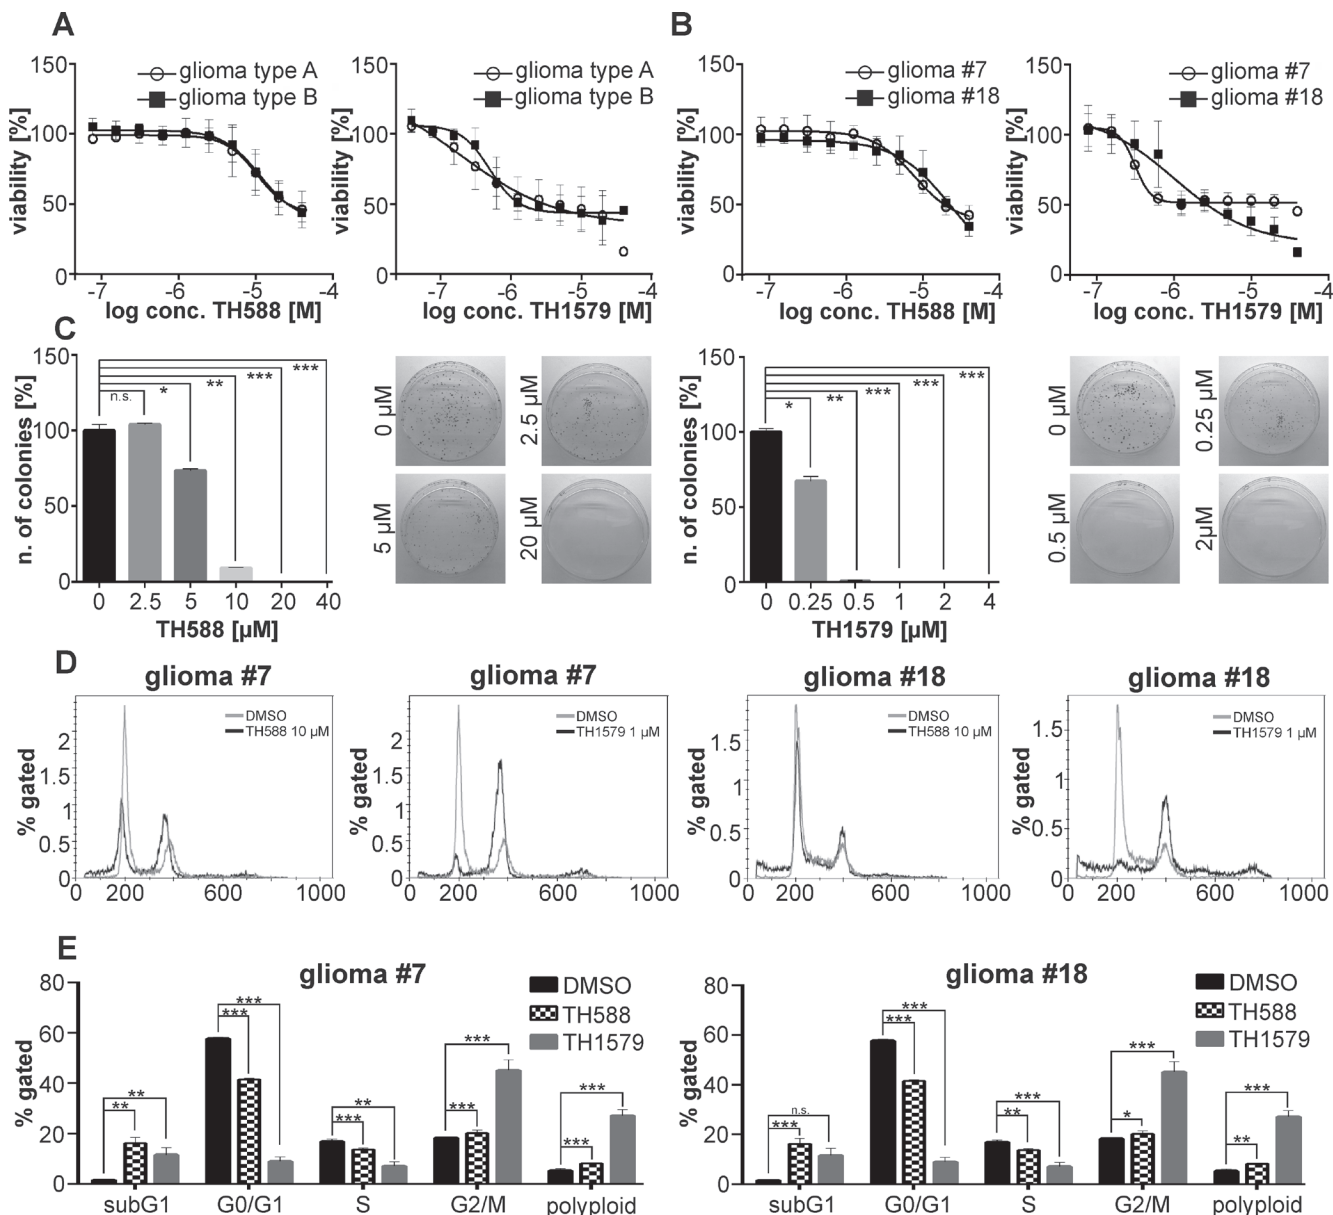 A
B
150
100
50
0
viability [%]
glioma type A
glioma type B
-7
-6
-5
-4
log conc. TH588 [M]
150
100
50
0
viability [%]
glioma type A
glioma type B
-7
-6
-5
-4
log conc. TH1579 [M]
150
100
50
0
viability [%]
glioma #7
glioma #18
-7
-6
-5
-4
log conc. TH588 [M]
150
100
50
0
viability [%]
glioma #7
glioma #18
-7
-6
-5
-4
log conc. TH1579 [M]
C
150
100
50
0
n. of colonies [%]
n.s.
*
**
***
***
0 2.5 5 10 20 40
TH588 [µM]
0 µM
2.5 µM
5 µM
20 µM
150
100
50
0
n. of colonies [%]
*
**
***
***
***
0 0.25 0.5 1 2 4
TH1579 [µM]
0 µM
0.25 µM
0.5 µM
2µM
D
glioma #7
% gated
2
1.5
1
0.5
0
DMSO
TH588 10 µM
0 200 600 1000
glioma #7
% gated
2
1.5
1
0.5
0
DMSO
TH1579 1 µM
0 200 600 1000
glioma #18
% gated
1.5
1
0.5
0
DMSO
TH588 10 µM
0 200 600 1000
glioma #18
% gated
1.5
1
0.5
0
DMSO
TH1579 1 µM
0 200 600 1000
E
glioma #7
% gated
80
60
40
20
0
DMSO
TH588
TH1579
**
**
***
***
**
***
***
***
***
***
subG1 G0/G1 S G2/M polyploid
glioma #18
% gated
80
60
40
20
0
DMSO
TH588
TH1579
n.s.
***
***
***
***
**
***
*
***
**
subG1 G0/G1 S G2/M polyploid